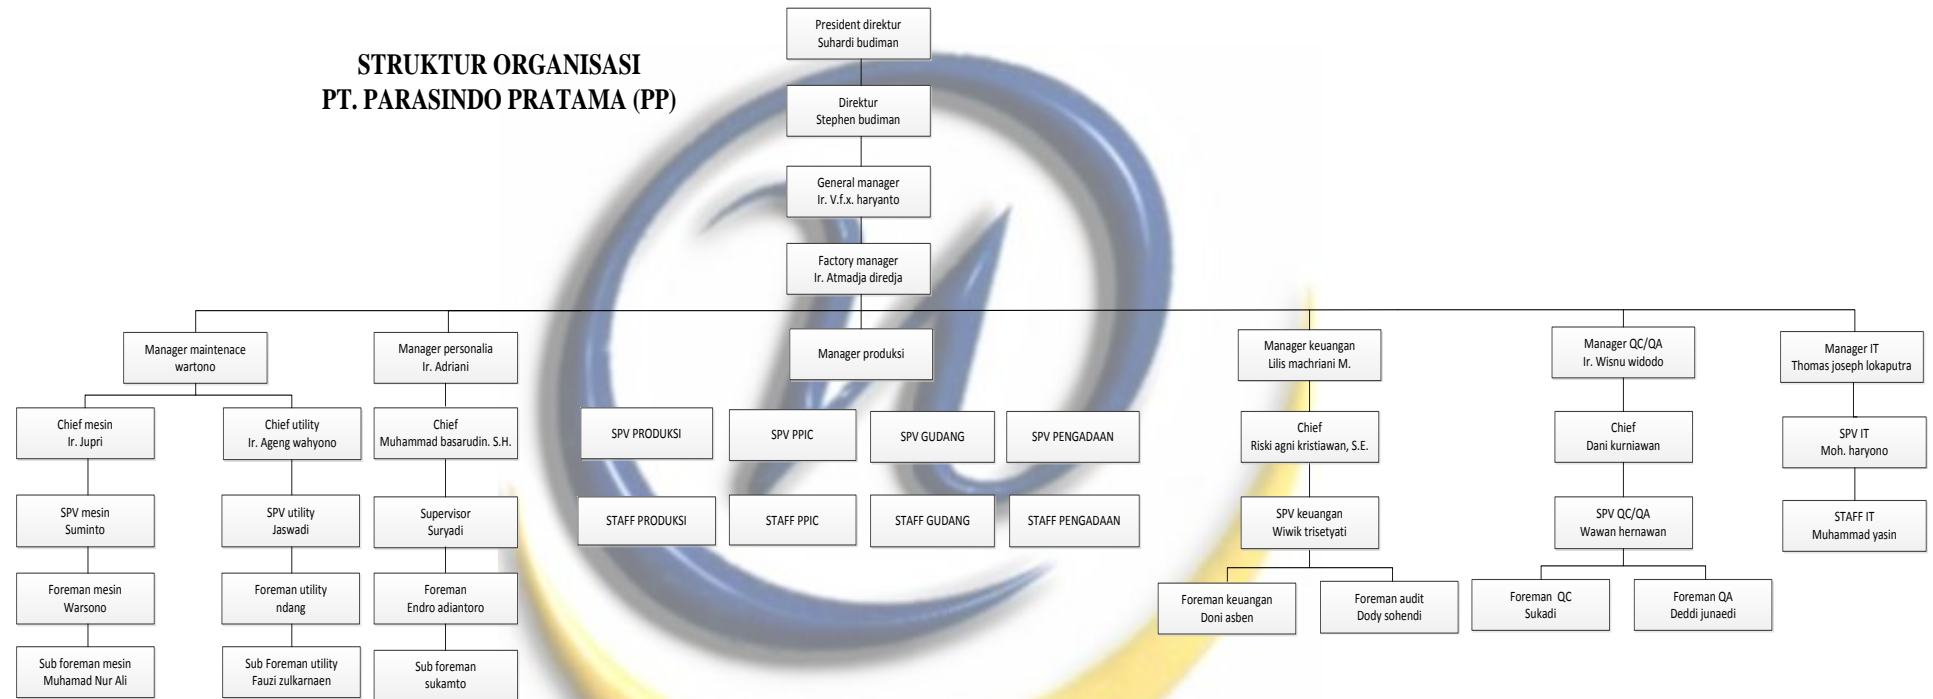 STRUKTUR ORGANISASI
PT. PARASINDO PRATAMA (PP)
President direktur
Suhardi budiman
Direktur
Stephen budiman
General manager
Ir. V.f.x. haryanto
Factory manager
Ir. Atmadja diredja
Manager maintenace
wartono
Manager personalia
Ir. Adriani
Manager produksi
Manager keuangan
Lilis machriani M.
Manager QC/QA
Ir. Wisnu widodo
Manager IT
Thomas joseph lokaputra
Chief mesin
Ir. Jupri
Chief utility
Ir. Ageng wahyono
Chief
Muhammad basarudin. S.H.
SPV PRODUKSI
SPV PPIC
SPV GUDANG
SPV PENGADAAN
Chief
Riski agni kristiawan, S.E.
Chief
Dani kurniawan
SPV IT
Moh. haryono
SPV mesin
Suminto
SPV utility
Jaswadi
Supervisor
Suryadi
STAFF PRODUKSI
STAFF PPIC
STAFF GUDANG
STAFF PENGADAAN
SPV keuangan
Wiwik trisetyati
SPV QC/QA
Wawan hernawan
STAFF IT
Muhammad yasin
Foreman mesin
Warsono
Foreman utility
ndang
Foreman
Endro adiantoro
Foreman keuangan
Doni asben
Foreman audit
Dody sohendi
Foreman QC
Sukadi
Foreman QA
Deddi junaedi
Sub foreman mesin
Muhamad Nur Ali
Sub Foreman utility
Fauzi zulkarnaen
Sub foreman
sukamto